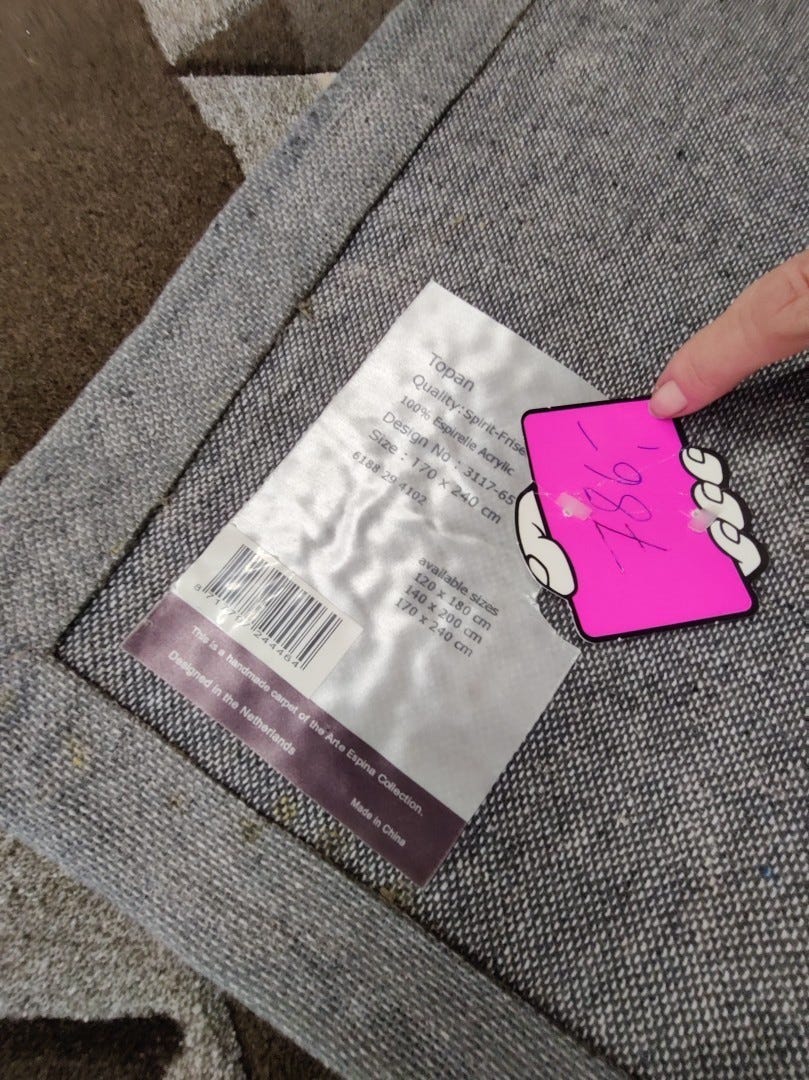 Topan
Quality: Spirit-Frise
100% Espirelle Acrylic
Design No : 3117-65
Size : 170 x 240 cm
6188 29 4102
available sizes
120 x 180 cm
140 x 200 cm
170 x 240 cm
This is a handmade carpet of the Arte Espina Collection.
Designed in the Netherlands
Made in China
786,-